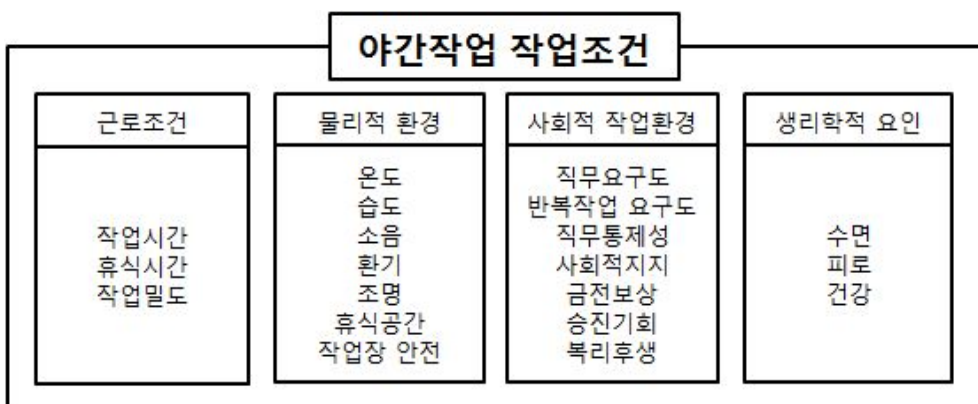 야간작업 작업조건
근로조건
작업시간
휴식시간
작업밀도
물리적 환경
온도
습도
소음
환기
조명
휴식공간
작업장 안전
사회적 작업환경
직무요구도
반복작업 요구도
직무통제성
사회적지지
금전보상
승진기회
복리후생
생리학적 요인
수면
피로
건강